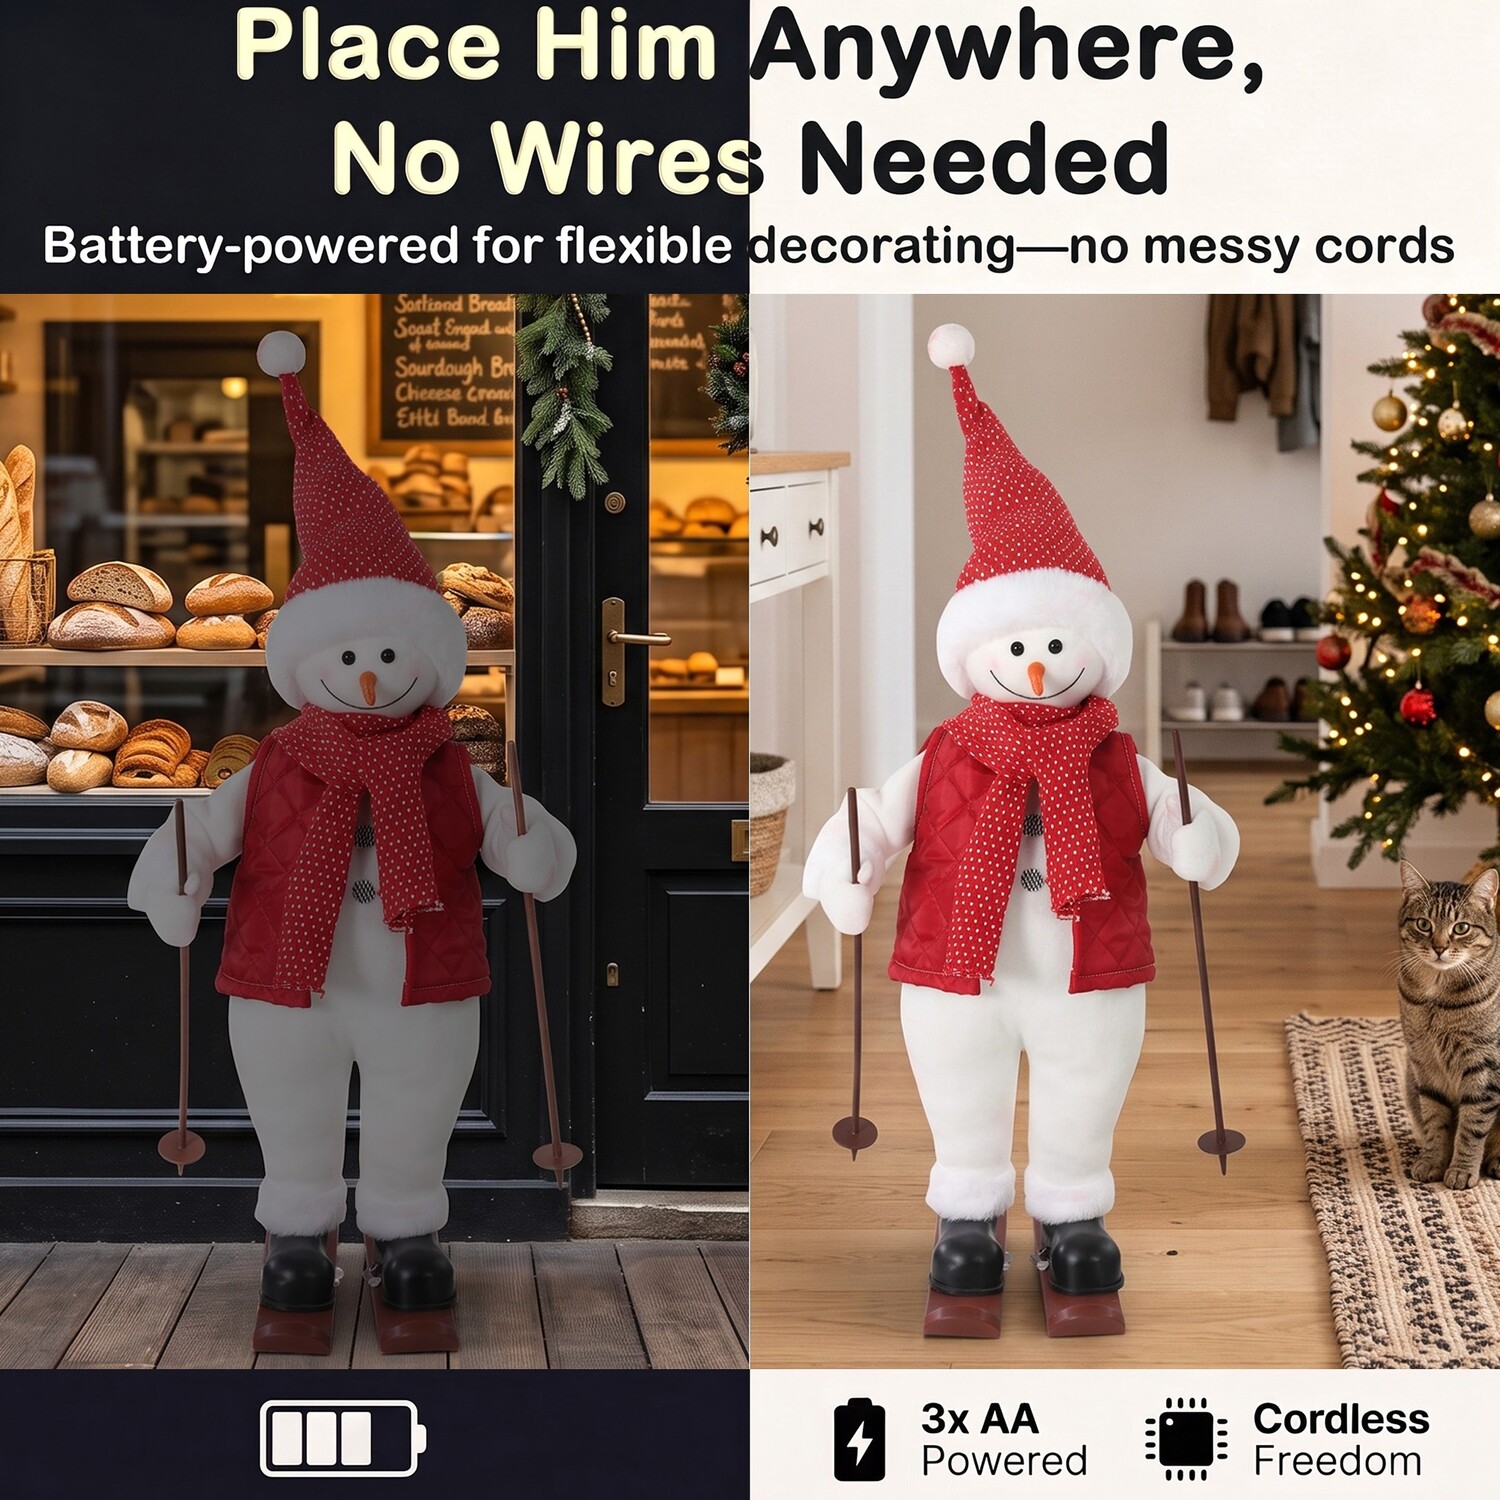 Place Him Anywhere,
No Wires Needed
Battery-powered for flexible decorating—no messy cords
Sourdough
3x AA
Powered
Cordless
Freedom